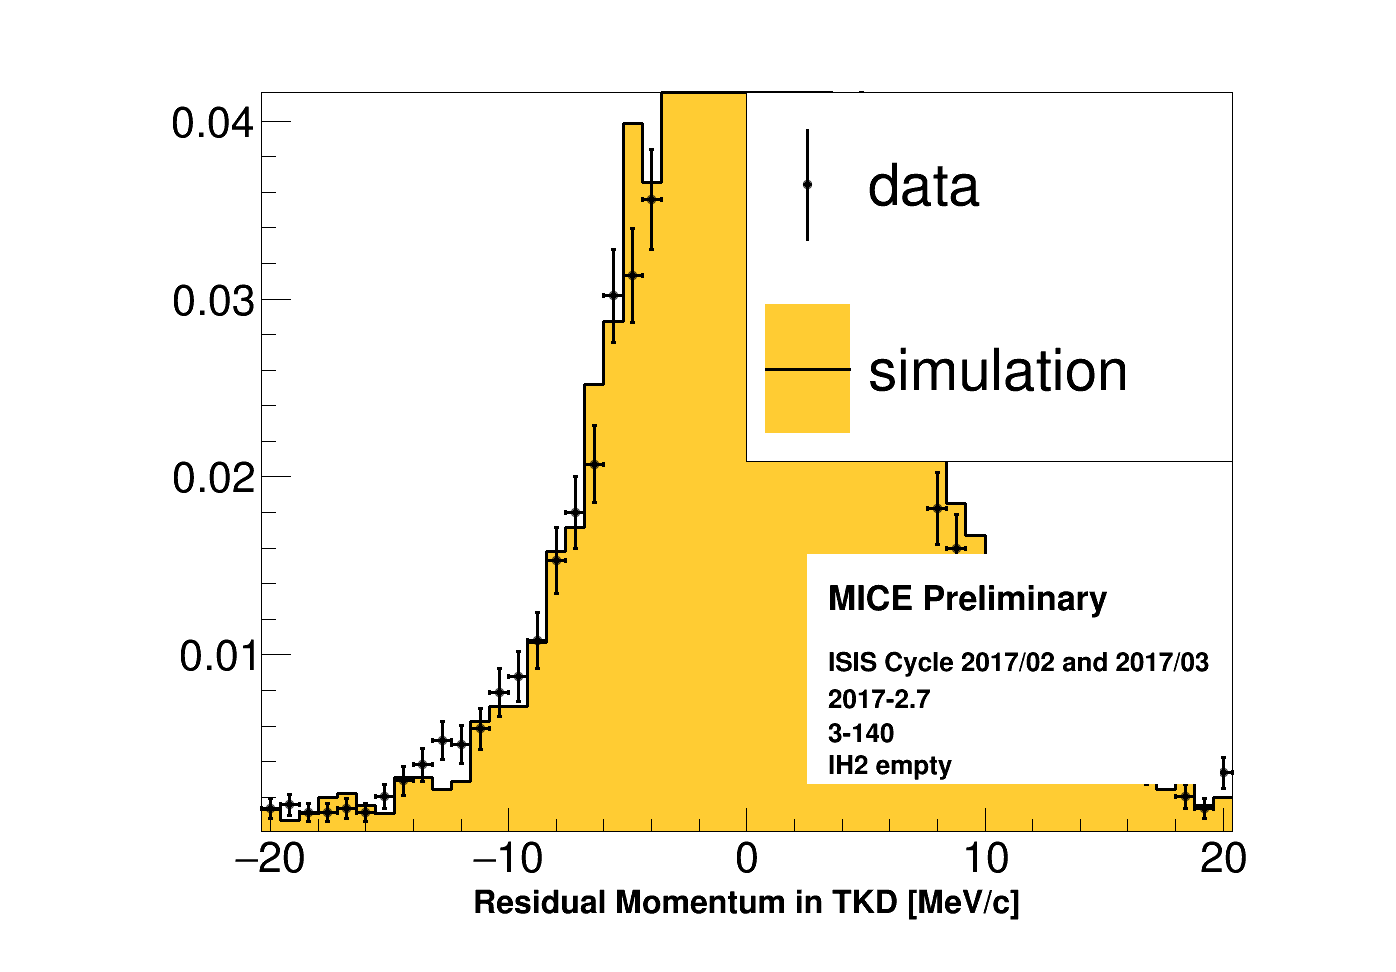 0.04
data
0.03
simulation
0.02
MICE Preliminary
0.01
ISIS Cycle 2017/02 and 2017/03
2017-2.7
3-140
IH2 empty
−20 −10 0 10 20
Residual Momentum in TKD [MeV/c]